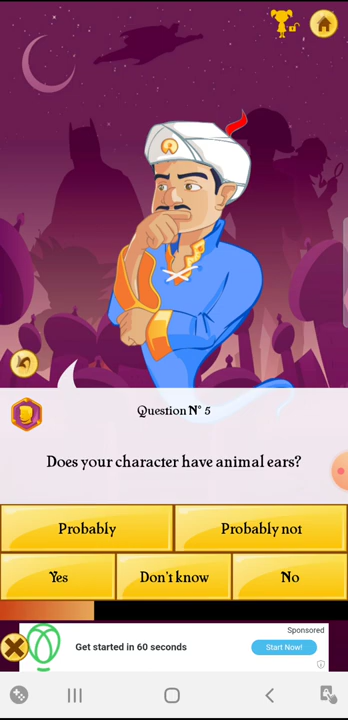 Question N° 5
Does your character have animal ears?
Probably
Probably not
Yes
Don't know
No
Sponsored
Get started in 60 seconds
Start Now!